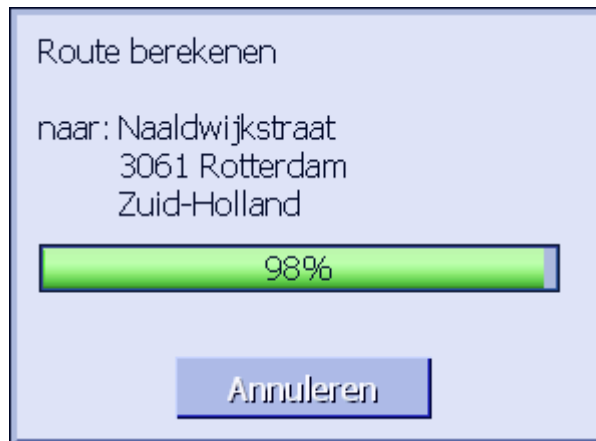 Route berekenen
naar: Naaldwijkstraat
3061 Rotterdam
Zuid-Holland
98%
Annuleren